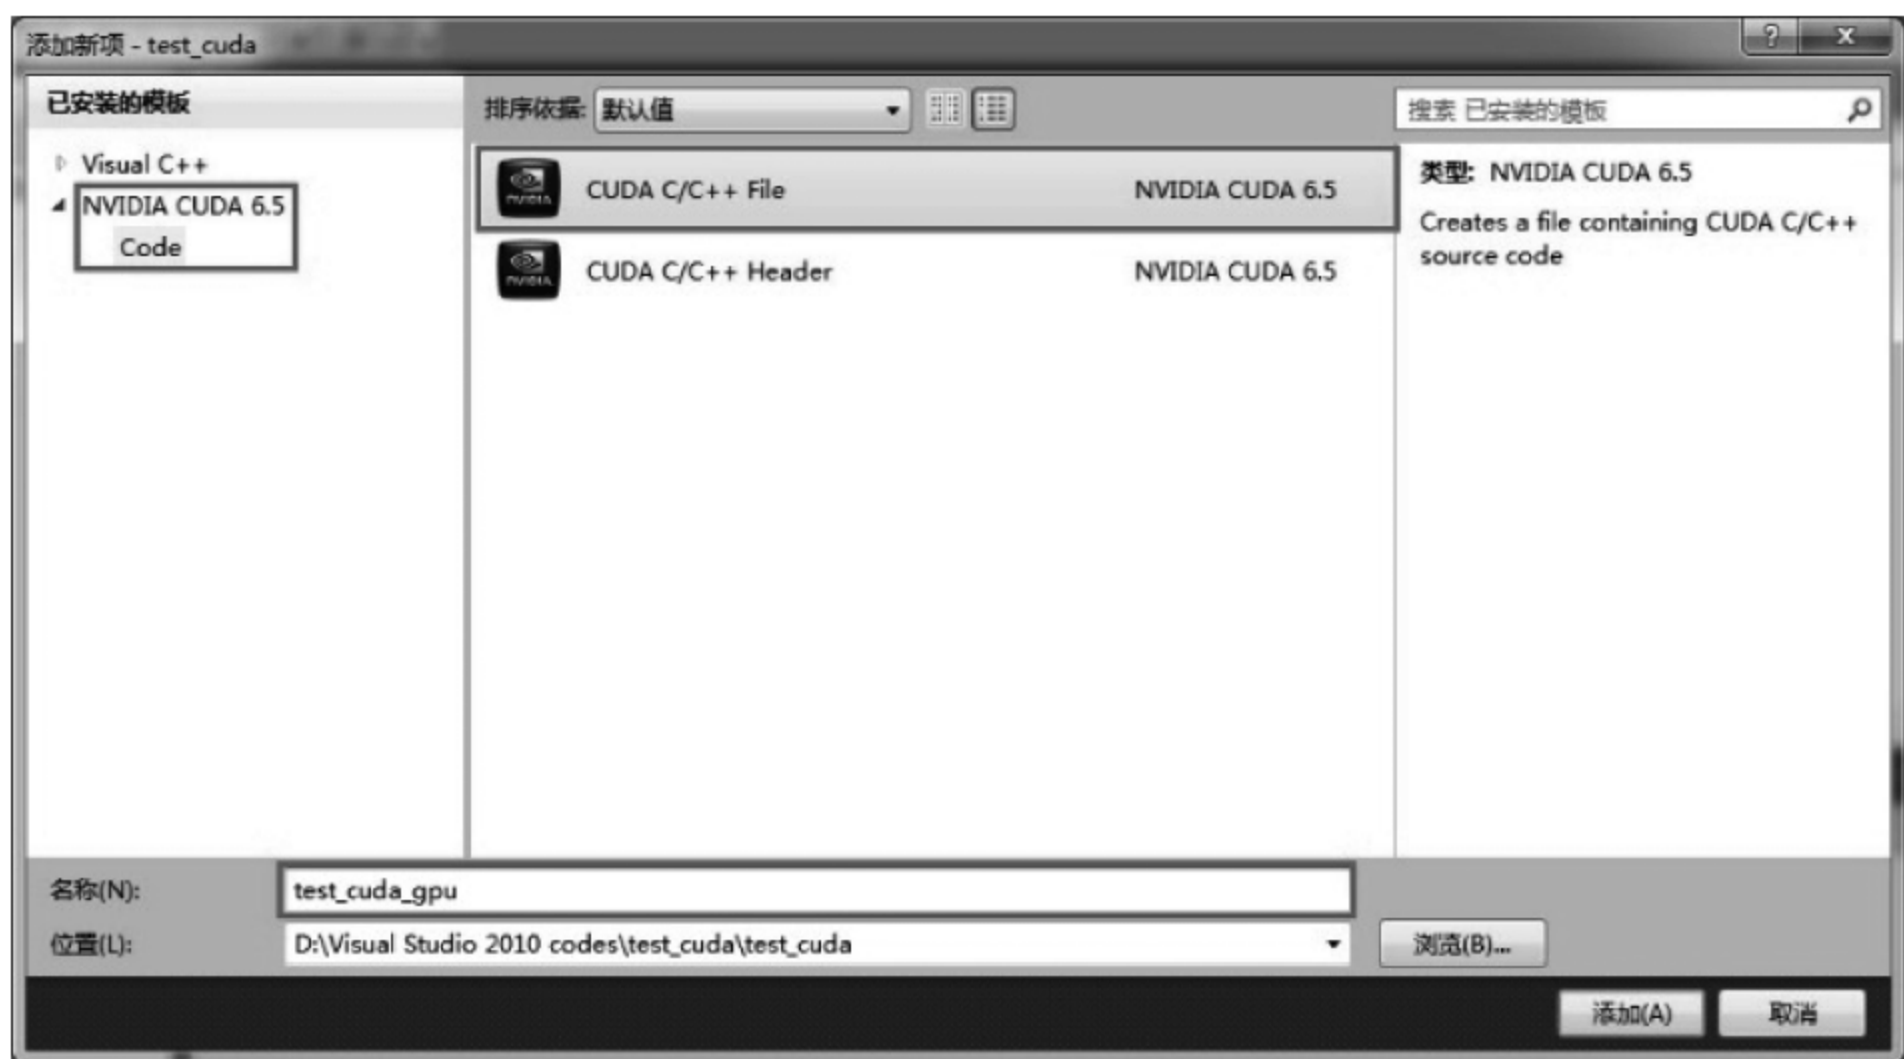 添加新项 - test_cuda
? x
已安装的模板
排序依据: 默认值
搜索 已安装的模板
Visual C++
NVIDIA CUDA 6.5
Code
CUDA C/C++ File NVIDIA CUDA 6.5
CUDA C/C++ Header NVIDIA CUDA 6.5
类型: NVIDIA CUDA 6.5
Creates a file containing CUDA C/C++
source code
名称(N): test_cuda_gpu
位置(L): D:\Visual Studio 2010 codes\test_cuda\test_cuda
浏览(B)...
添加(A) 取消